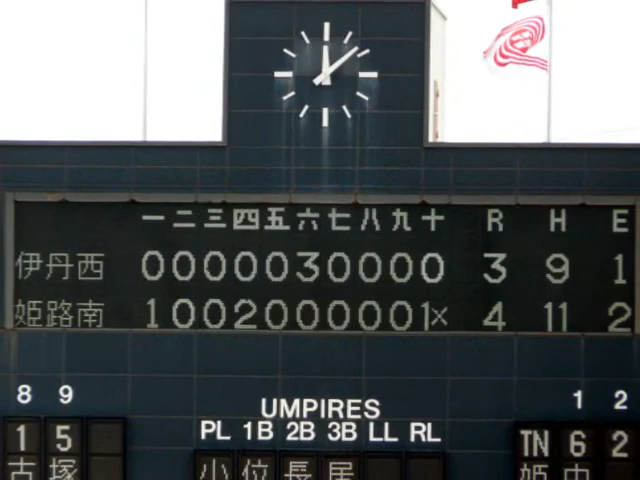 一二三四五六七八九十 R H E
伊丹西 0000030000 3 9 1
姫路南 1002000001× 4 11 2
8 9
UMPIRES
1 2
PL 1B 2B 3B LL RL
1 5
TN 6 2
古塚
小位長居